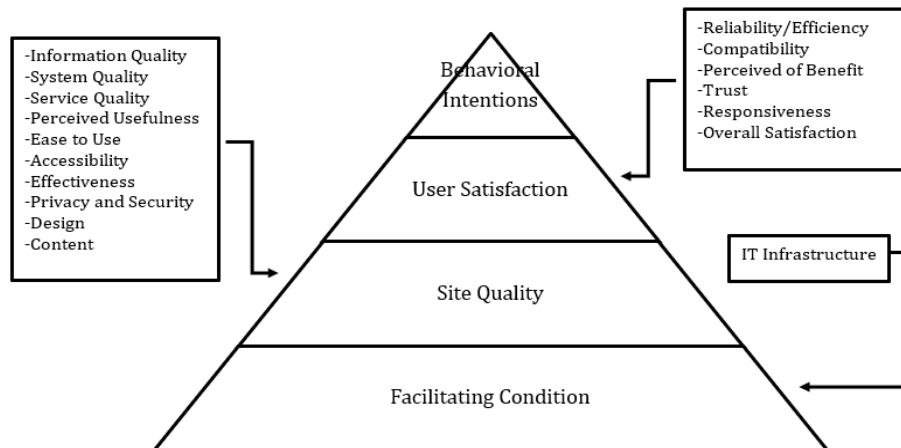 -Information Quality
-System Quality
-Service Quality
-Perceived Usefulness
-Ease to Use
-Accessibility
-Effectiveness
-Privacy and Security
-Design
-Content
Behavioral
Intentions
User Satisfaction
Site Quality
Facilitating Condition
-Reliability/Efficiency
-Compatibility
-Perceived of Benefit
-Trust
-Responsiveness
-Overall Satisfaction
IT Infrastructure